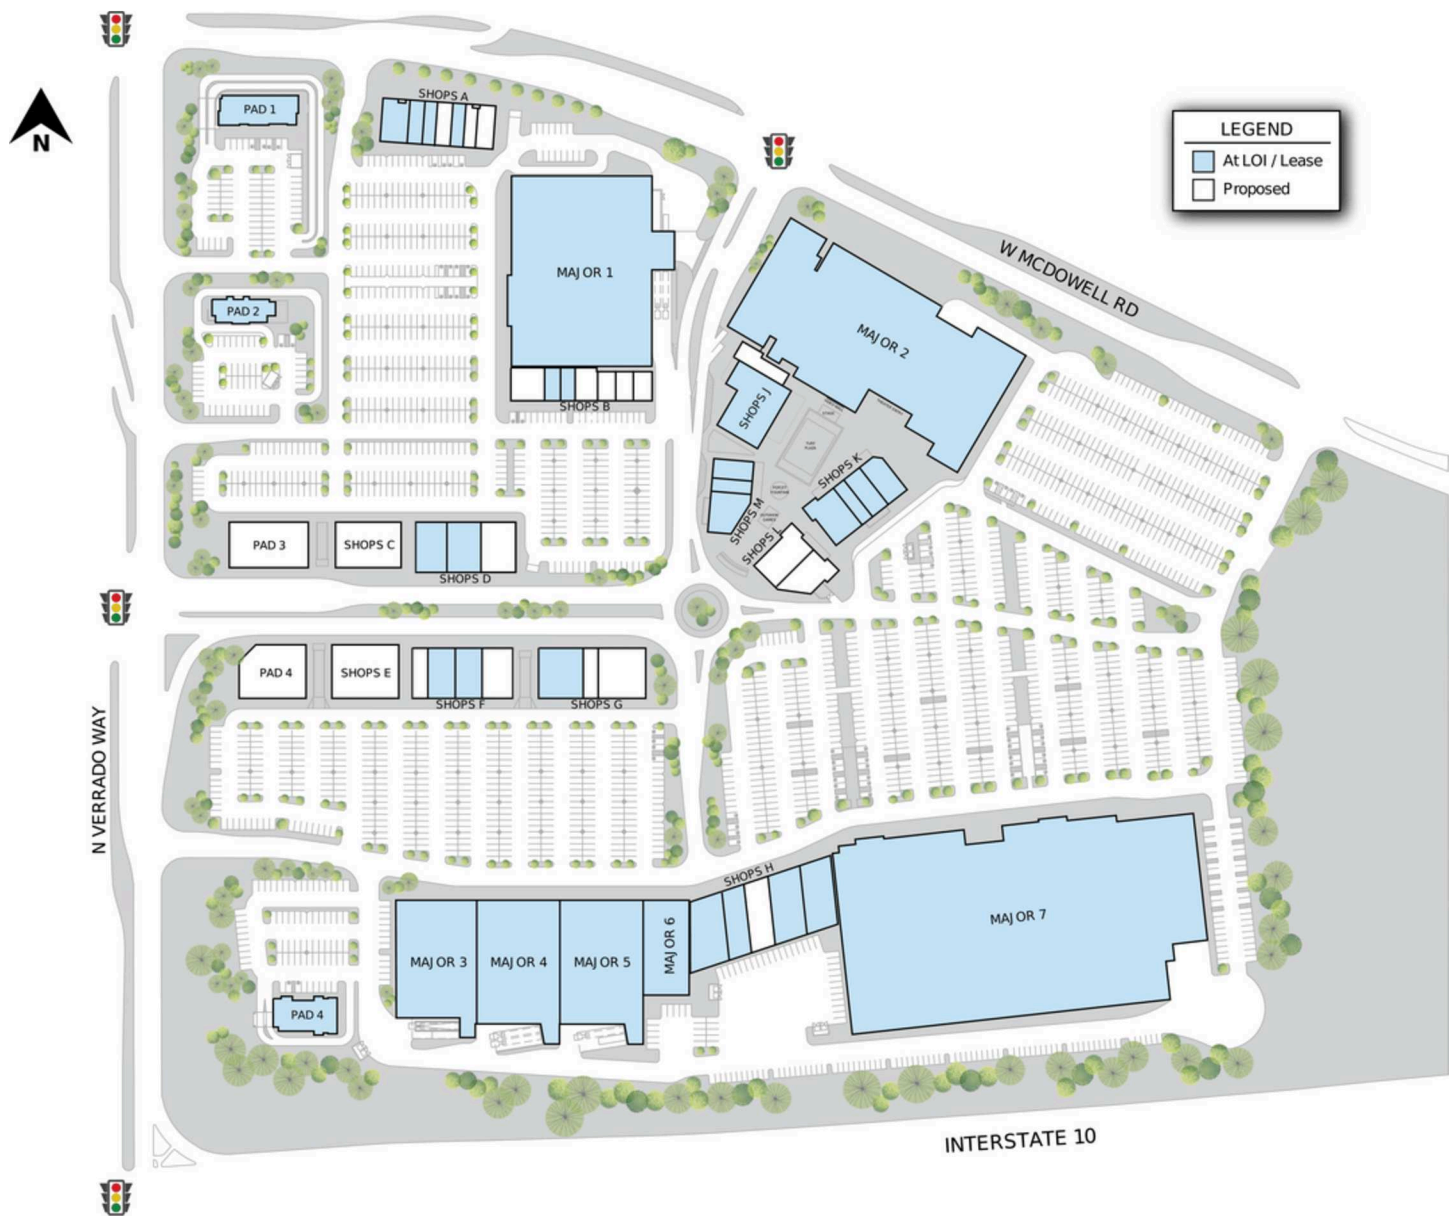 N
SHOPS A
PAD 1
LEGEND
At LOI / Lease
Proposed
W MCDOWELL RD
MAJOR 1
PAD 2
MAJOR 2
SHOPS J
SHOPS B
SHOPS K
SHOPS M
SHOPS L
PAD 3
SHOPS C
SHOPS D
PAD 4
SHOPS E
SHOPS F
SHOPS G
N VERRADO WAY
SHOPS H
MAJOR 3
MAJOR 4
MAJOR 5
MAJOR 6
MAJOR 7
PAD 4
INTERSTATE 10